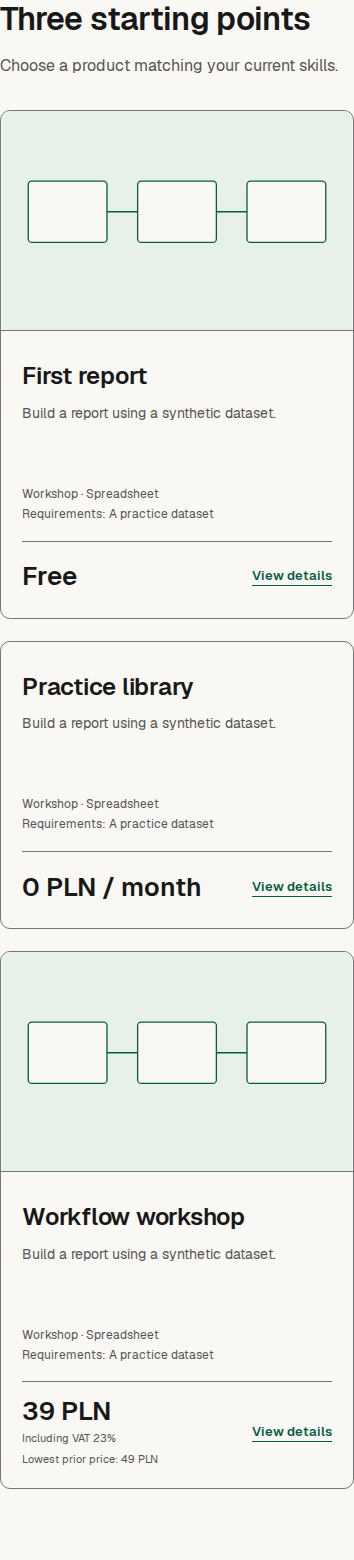 Three starting points
Choose a product matching your current skills.
First report
Build a report using a synthetic dataset.
Workshop · Spreadsheet
Requirements: A practice dataset
Free
View details
Practice library
Build a report using a synthetic dataset.
Workshop · Spreadsheet
Requirements: A practice dataset
0 PLN / month
View details
Workflow workshop
Build a report using a synthetic dataset.
Workshop · Spreadsheet
Requirements: A practice dataset
39 PLN
Including VAT 23%
Lowest prior price: 49 PLN
View details